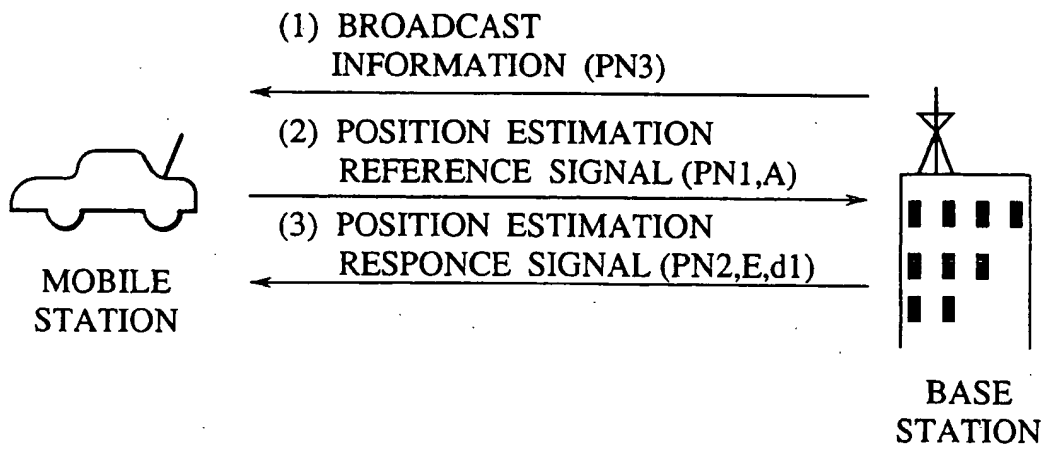 (1) BROADCAST
INFORMATION (PN3)
(2) POSITION ESTIMATION
REFERENCE SIGNAL (PN1,A)
(3) POSITION ESTIMATION
RESPONCE SIGNAL (PN2,E,d1)
MOBILE
STATION
BASE
STATION